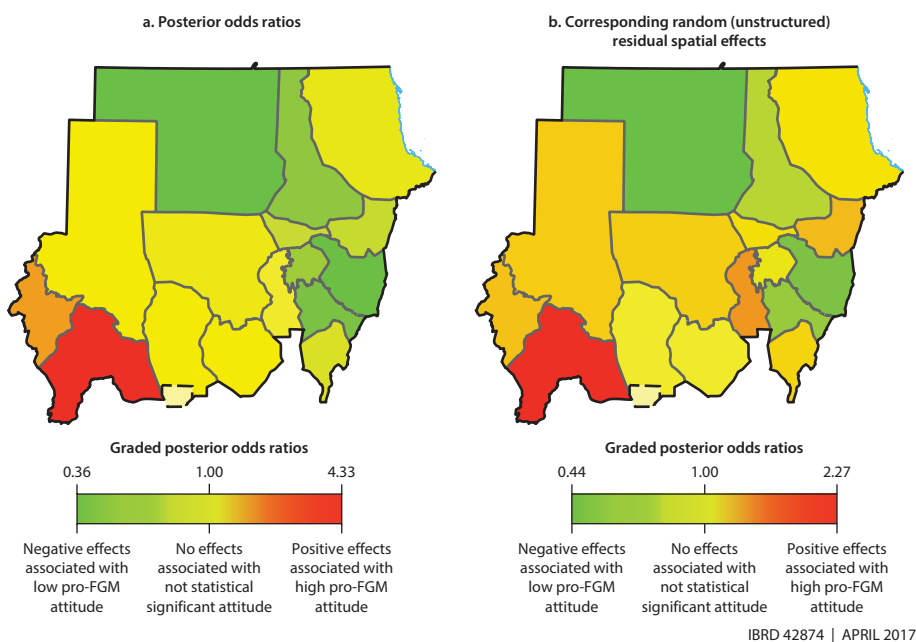 a. Posterior odds ratios
b. Corresponding random (unstructured)
residual spatial effects
Graded posterior odds ratios
0.36 1.00 4.33
Negative effects
associated with
low pro-FGM
attitude
No effects
associated with
not statistical
significant attitude
Positive effects
associated with
high pro-FGM
attitude
Graded posterior odds ratios
0.44 1.00 2.27
Negative effects
associated with
low pro-FGM
attitude
No effects
associated with
not statistical
significant attitude
Positive effects
associated with
high pro-FGM
attitude
IBRD 42874 | APRIL 2017